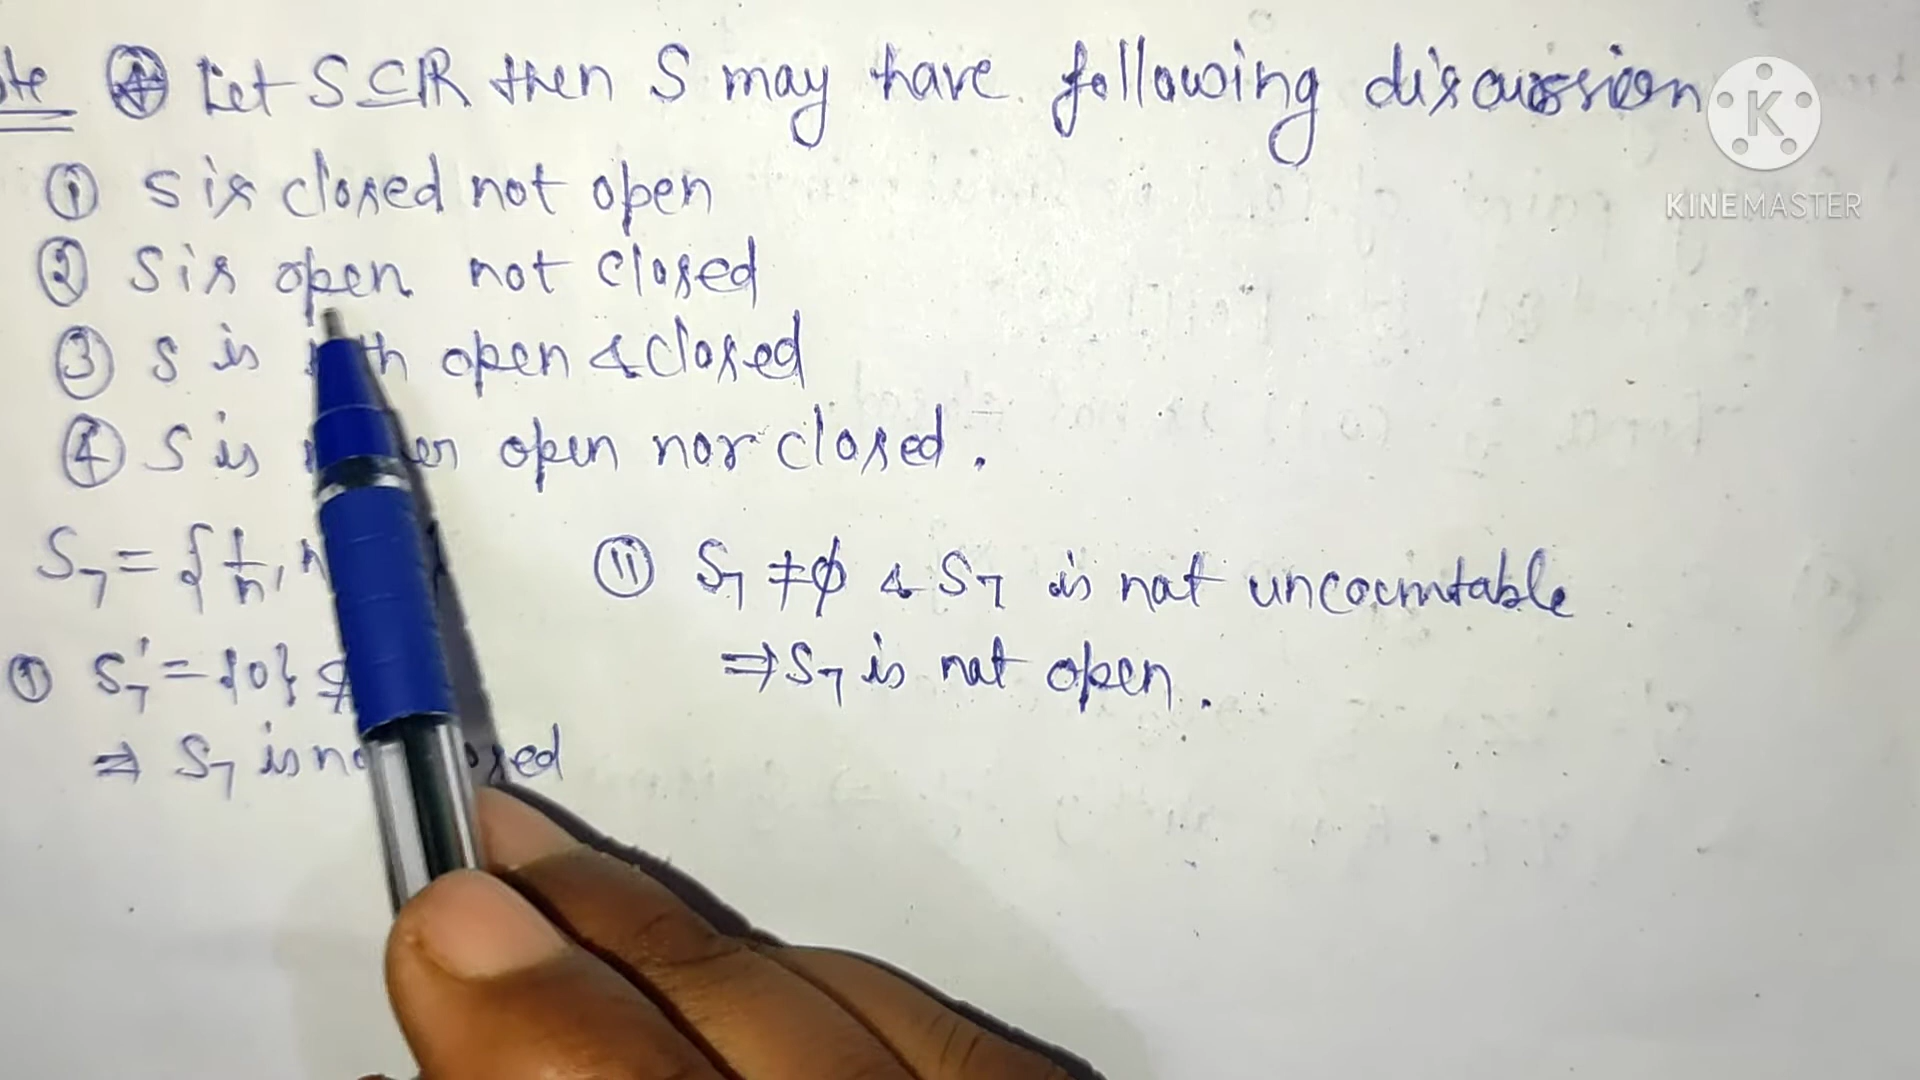 Let S ⊆ ℝ then S may have following discussion
① S is closed not open
② S is open not closed
③ S is open & closed
④ S is open nor closed.
S₇ = {1/n,
⑪ S₇ ≠ ϕ & S₇ is not uncountable
① S₇' = {0} ⊄
⇒ S₇ is not open.
⇒ S₇ is
K
KINEMASTER